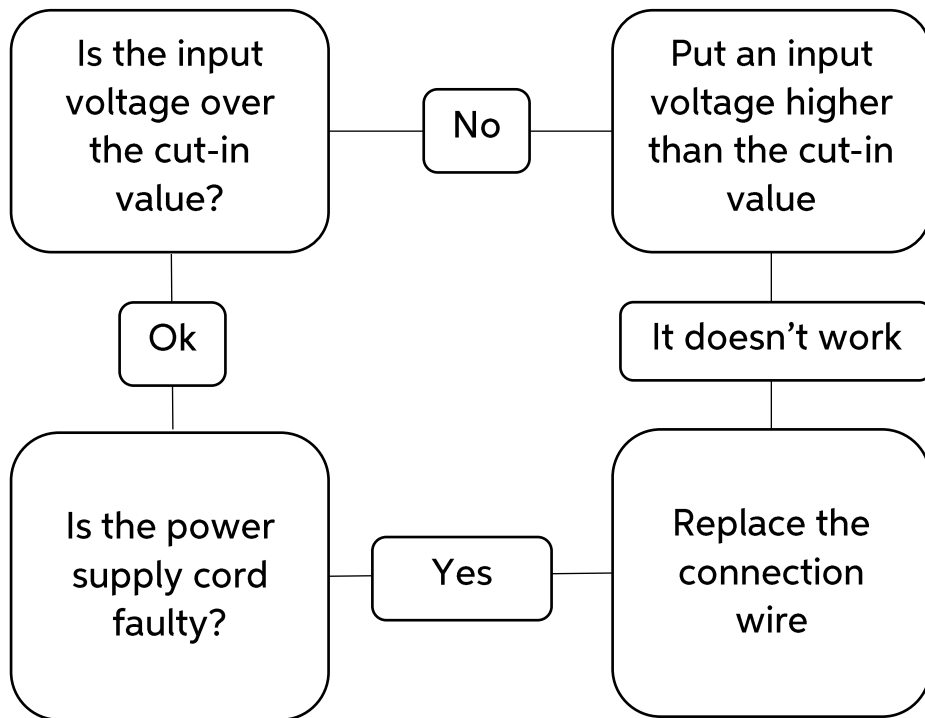 Is the input
voltage over
the cut-in
value?
No
Put an input
voltage higher
than the cut-in
value
Ok
It doesn’t work
Is the power
supply cord
faulty?
Yes
Replace the
connection
wire